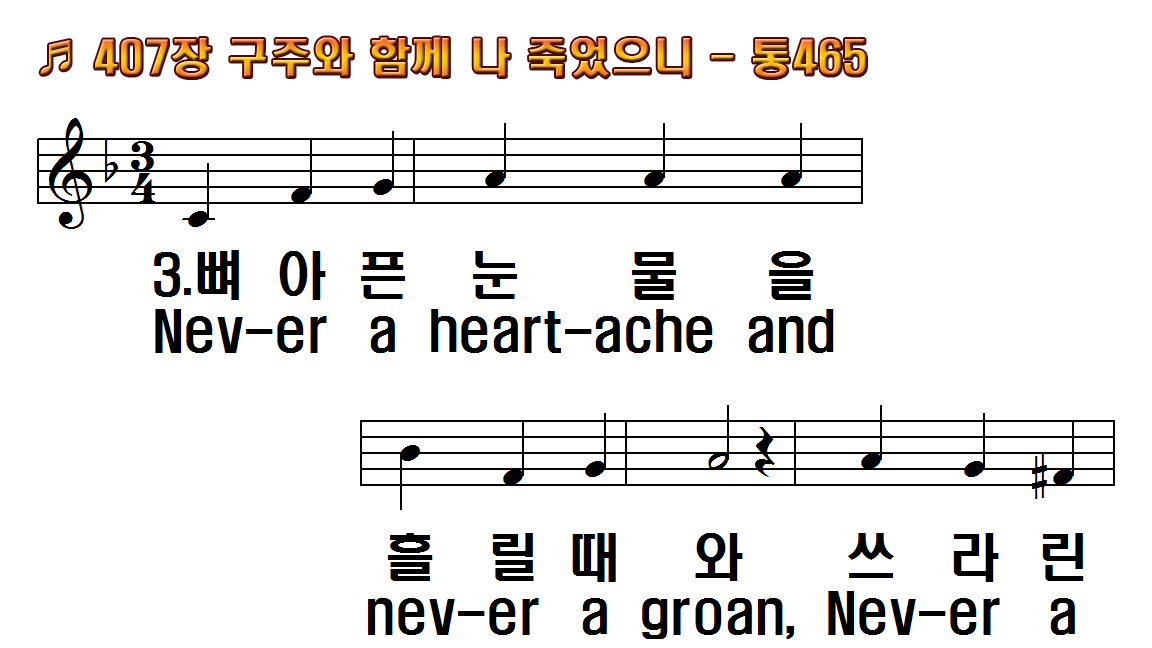 ♬ 407장 구주와 함께 나 죽었으니 - 통465
3
4
3.뼈 아 픈 눈 물 을
Nev-er a heart-ache and
흘 릴 때 와 쓰 라 린
nev-er a groan, Nev-er a